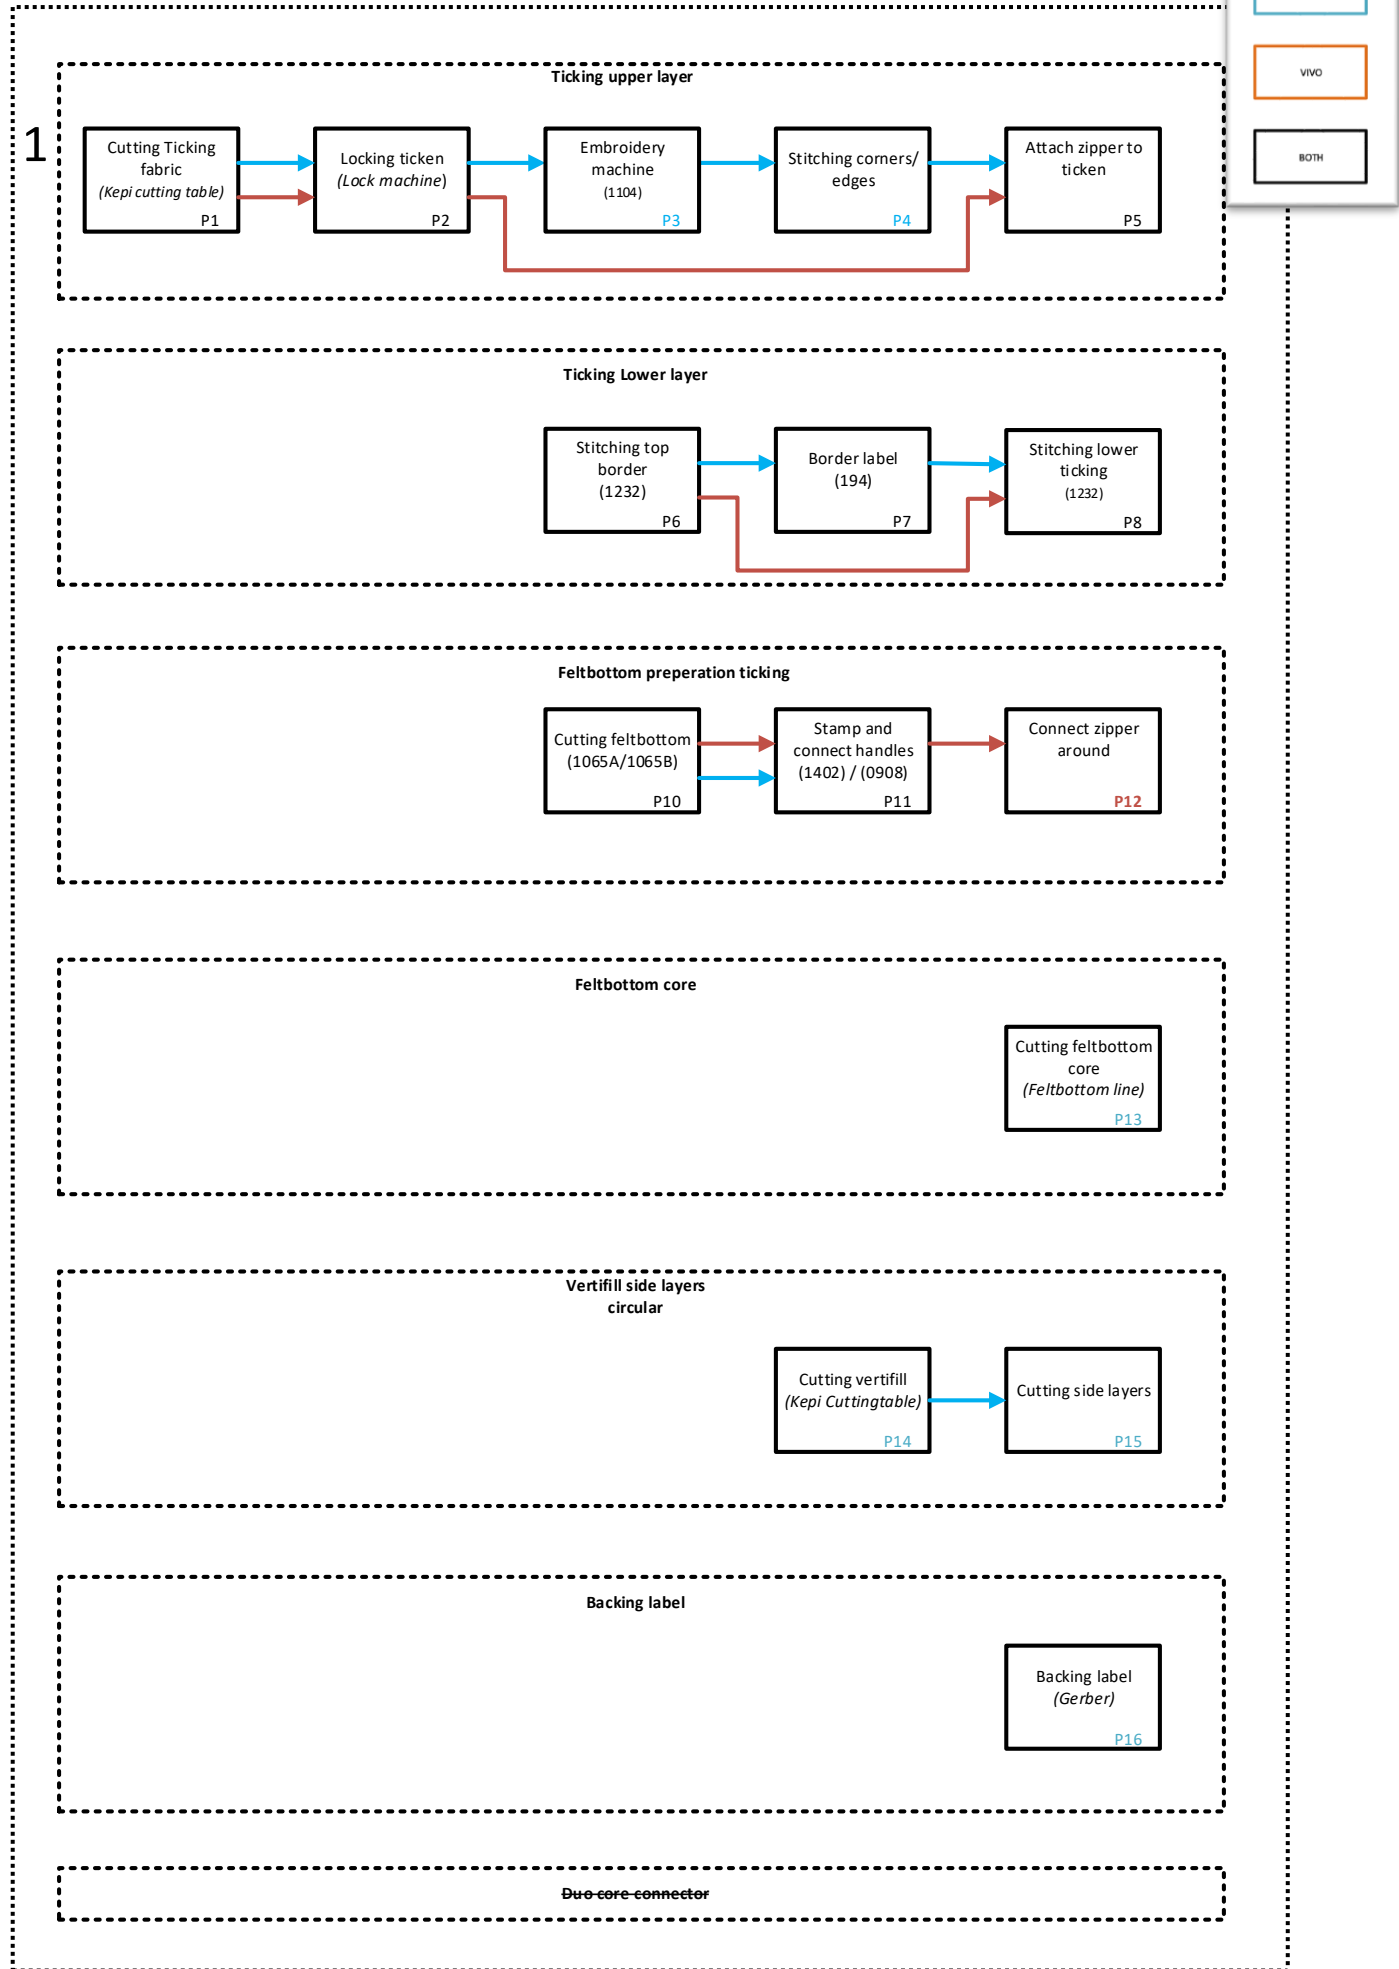 VIVO
BOTH
1
Ticking upper layer
Cutting Ticking
fabric
(Kepi cutting table)
P1
Locking ticken
(Lock machine)
P2
Embroidery
machine
(1104)
P3
Stitching corners/
edges
P4
Attach zipper to
ticken
P5
Ticking Lower layer
Stitching top
border
(1232)
P6
Border label
(194)
P7
Stitching lower
ticking
(1232)
P8
Feltbottom preperation ticking
Cutting feltbottom
(1065A/1065B)
P10
Stamp and
connect handles
(1402) / (0908)
P11
Connect zipper
around
P12
Feltbottom core
Cutting feltbottom
core
(Feltbottom line)
P13
Vertifill side layers
circular
Cutting vertifill
(Kepi Cuttingtable)
P14
Cutting side layers
P15
Backing label
Backing label
(Gerber)
P16
Duo core connector